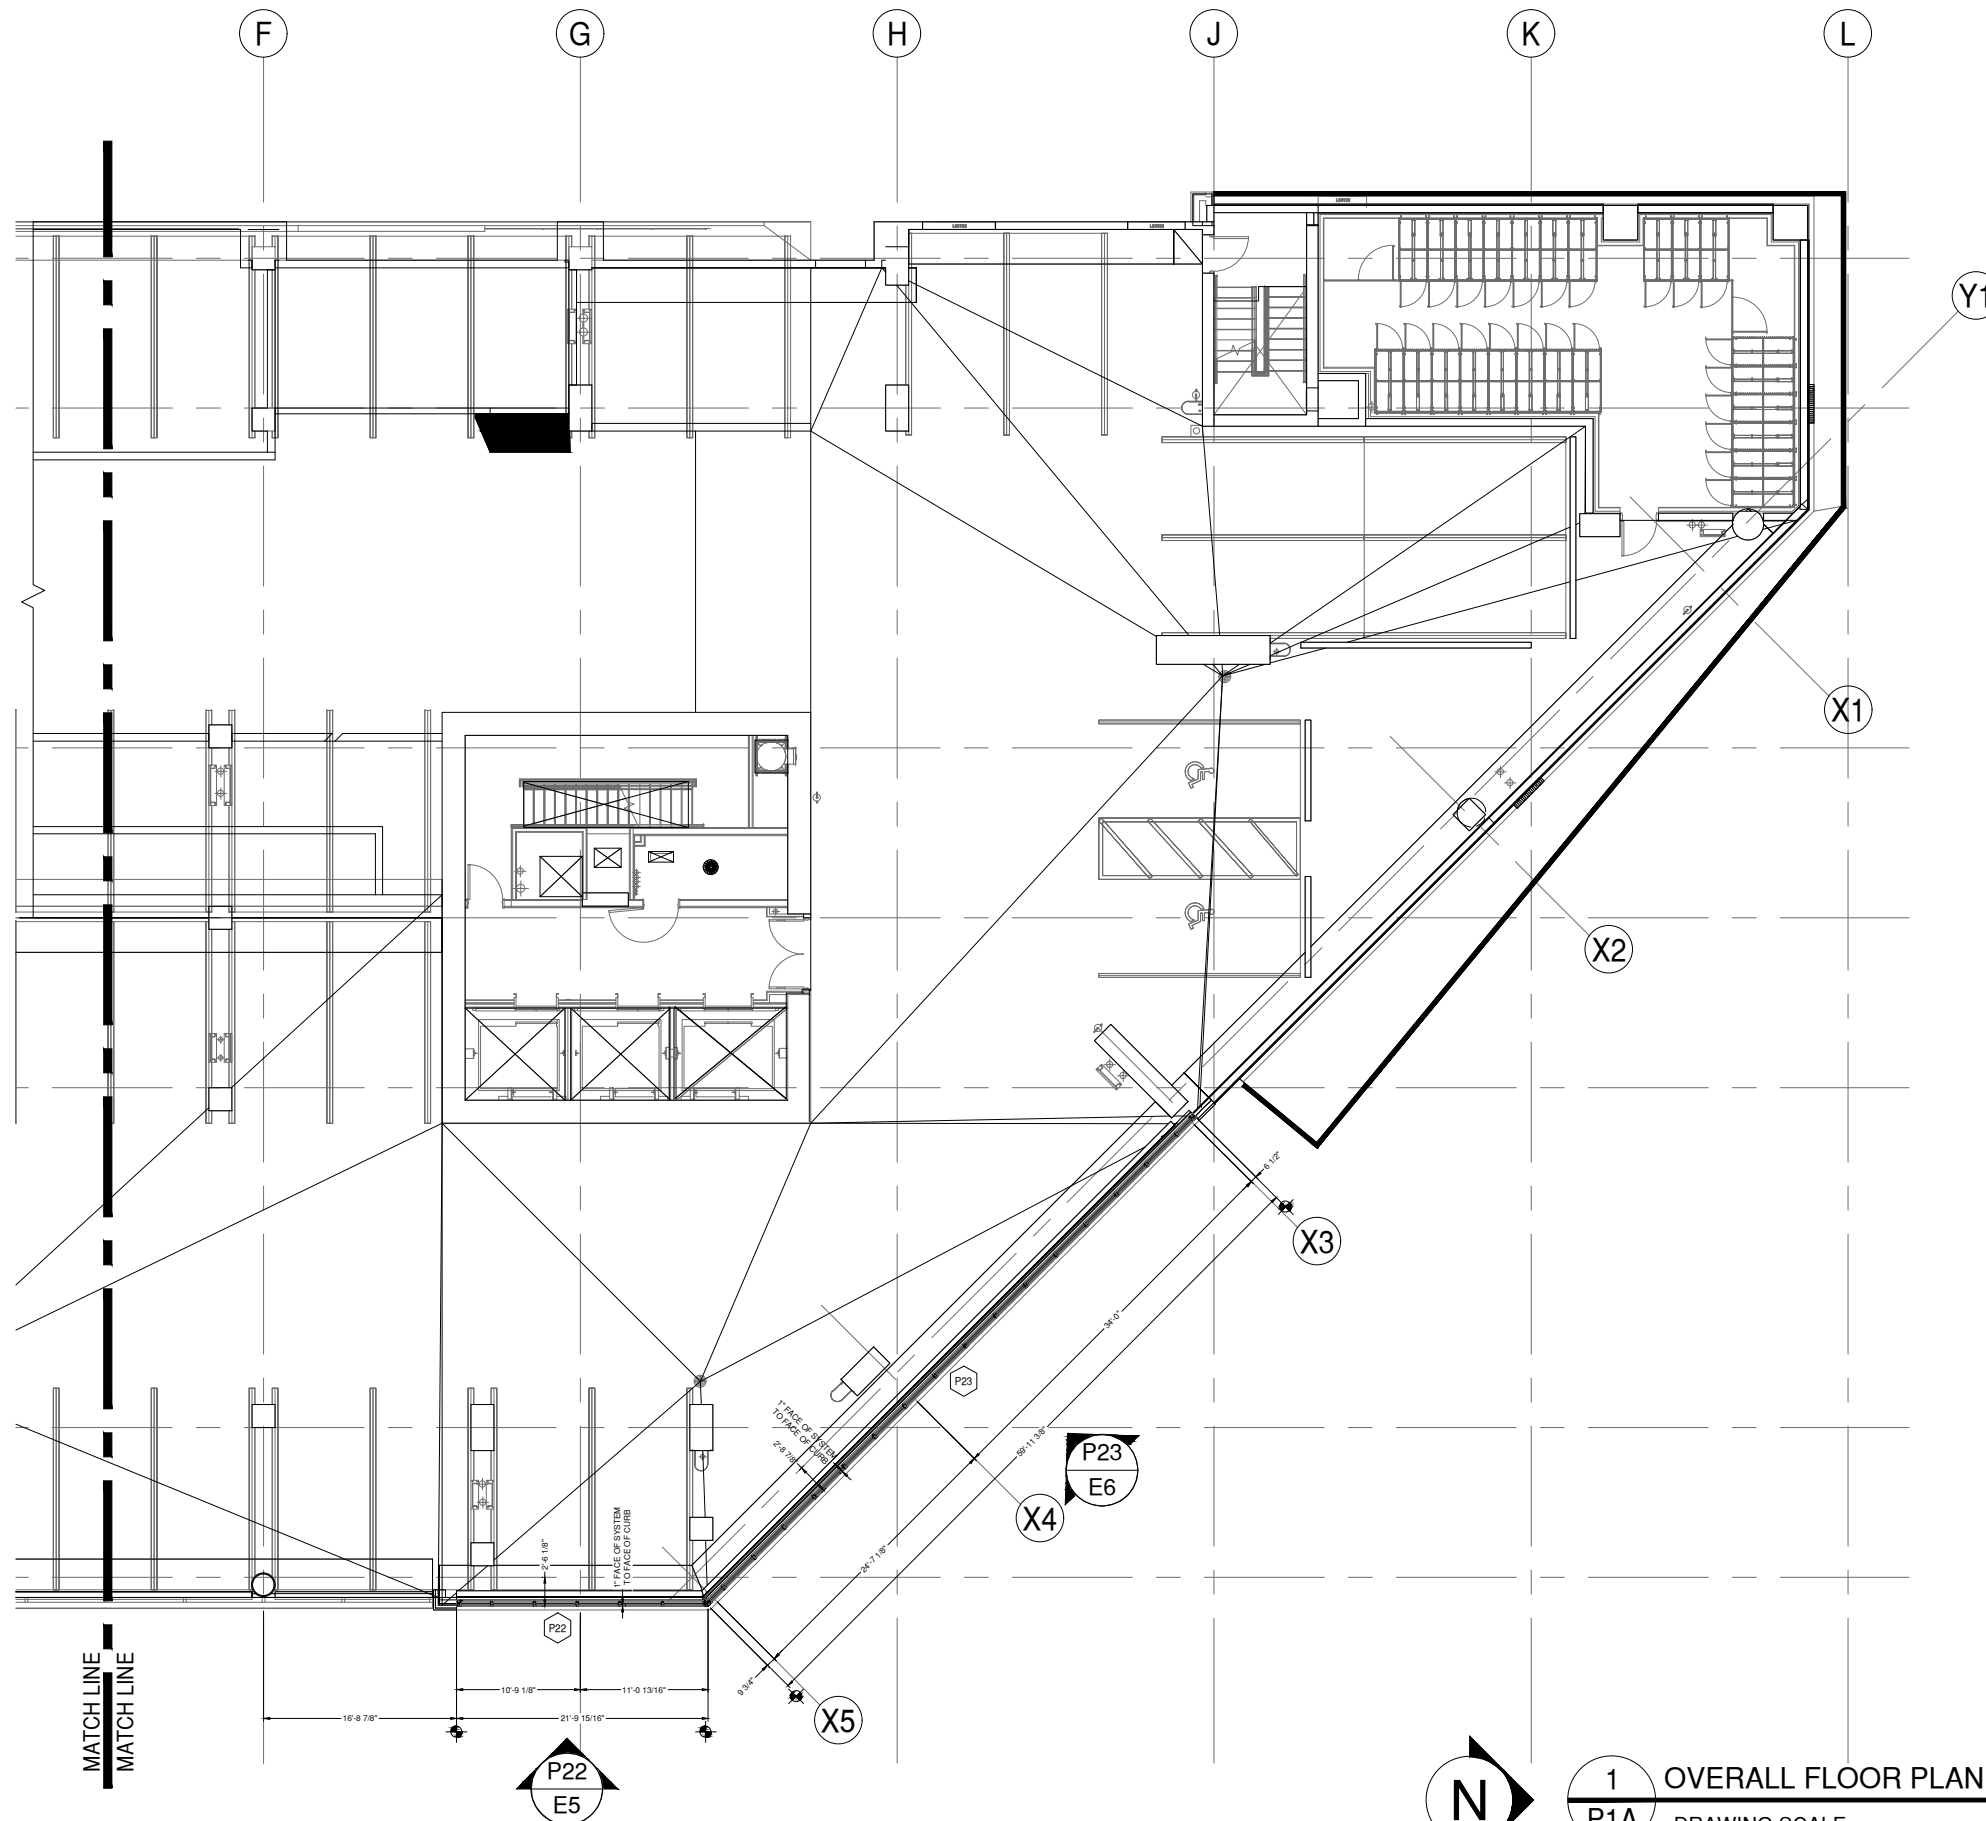 F
G
H
J
K
L
Y1
X1
X2
6 1/2"
X3
34'-0"
P23
1" FACE OF SYSTEM
TO FACE OF CURB
2'-8 7/8"
59'-11 3/8"
P23
E6
X4
1" FACE OF SYSTEM
TO FACE OF CURB
2'-6 1/8"
24'-7 1/8"
P22
9 3/4"
X5
10'-9 1/8"
11'-0 13/16"
16'-8 7/8"
21'-9 15/16"
MATCH LINE
MATCH LINE
P22
E5
N
1
OVERALL FLOOR PLAN
P1A
DRAWING SCALE